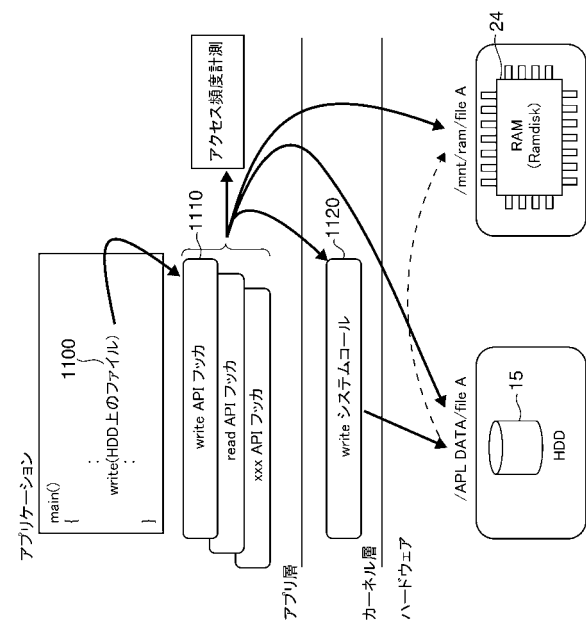 アプリケーション
main()
{
:
write(HDD上のファイル)
:
}
1100
write API フッカ
read API フッカ
xxx API フッカ
1110
アクセス頻度計測
アプリ層
write システムコール
1120
カーネル層
ハードウェア
/APL DATA/file A
15
HDD
/mnt/ram/file A
24
RAM
(Ramdisk)